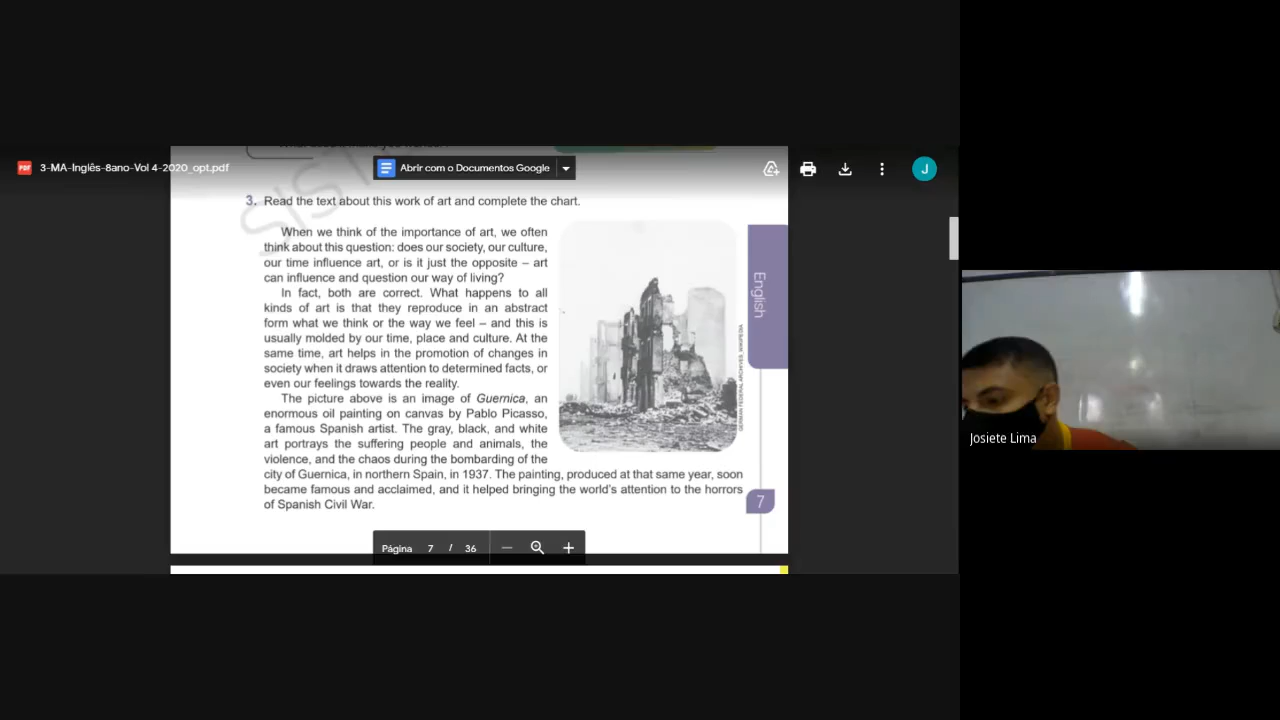 3-MA-Inglês-8ano-Vol 4-2020_opt.pdf
Abrir com o Documentos Google
J
SIST
3. Read the text about this work of art and complete the chart.
When we think of the importance of art, we often
think about this question: does our society, our culture,
our time influence art, or is it just the opposite – art
can influence and question our way of living?
In fact, both are correct. What happens to all
kinds of art is that they reproduce in an abstract
form what we think or the way we feel – and this is
usually molded by our time, place and culture. At the
same time, art helps in the promotion of changes in
society when it draws attention to determined facts, or
even our feelings towards the reality.
The picture above is an image of Guernica, an
enormous oil painting on canvas by Pablo Picasso,
a famous Spanish artist. The gray, black, and white
art portrays the suffering people and animals, the
violence, and the chaos during the bombarding of the
city of Guernica, in northern Spain, in 1937. The painting, produced at that same year, soon
became famous and acclaimed, and it helped bringing the world's attention to the horrors
of Spanish Civil War.
GERMAN FEDERAL ARCHIVES_WIKIPEDIA
English
7
Página 7 / 36
Josiete Lima